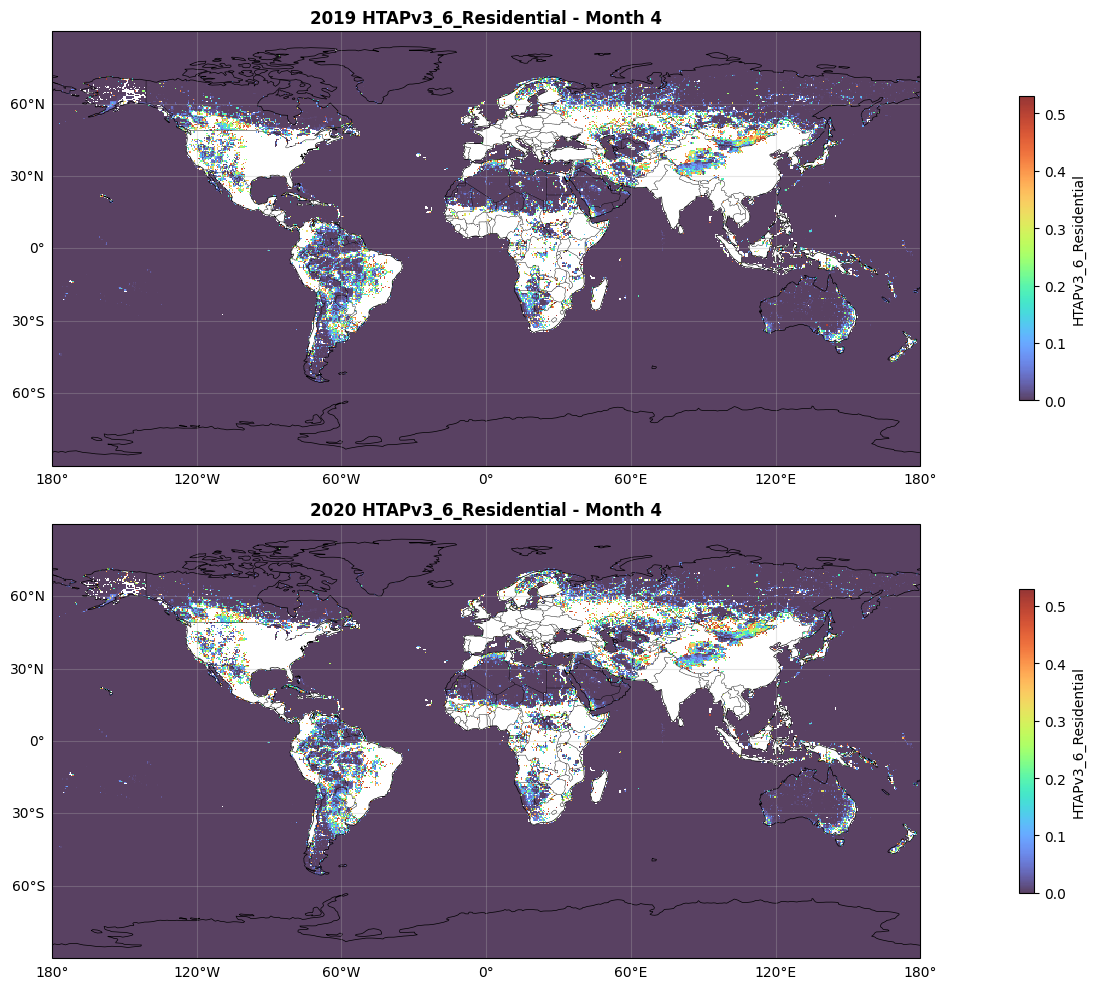 2019 HTAPv3_6_Residential - Month 4
60°N
30°N
0°
30°S
60°S
180°
120°W
60°W
0°
60°E
120°E
180°
0.5
0.4
0.3
0.2
0.1
0.0
HTAPv3_6_Residential
2020 HTAPv3_6_Residential - Month 4
60°N
30°N
0°
30°S
60°S
180°
120°W
60°W
0°
60°E
120°E
180°
0.5
0.4
0.3
0.2
0.1
0.0
HTAPv3_6_Residential